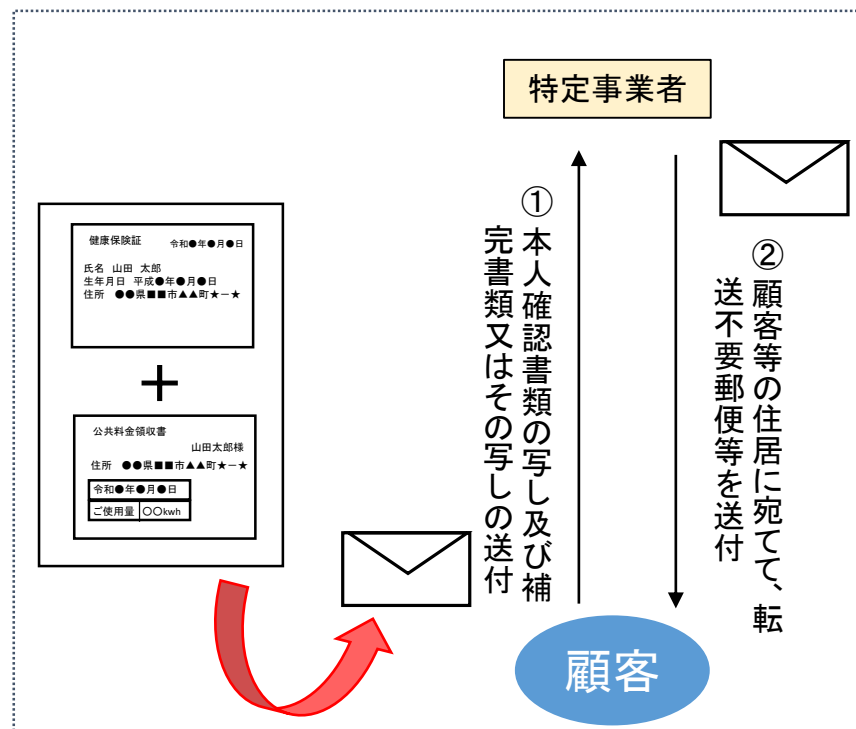 特定事業者
健康保険証 令和●年●月●日
氏名 山田 太郎
生年月日 平成●年●月●日
住所 ●●県■■市▲▲町★ー★
＋
公共料金領収書
山田太郎様
住所 ●●県■■市▲▲町★ー★
令和●年●月●日
ご使用量 〇〇kwh
①本人確認書類の写し及び補
完書類又はその写しの送付
②顧客等の住居に宛てて、転
送不要郵便等を送付
顧客